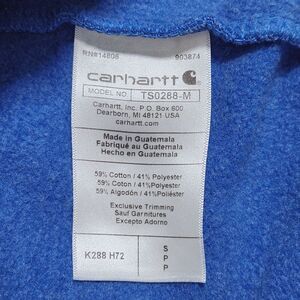 RN#14806 903874
carhartt
MODEL NO TS0288-M
Carhartt, Inc. P.O. Box 600
Dearborn, MI 48121 USA
carhartt.com
Made in Guatemala
Fabriqué au Guatemala
Hecho en Guatemala
59% Cotton / 41% Polyester
59% Coton / 41% Polyester
59% Algodón / 41% Poliéster
Exclusive Trimming
Sauf Garnitures
Excepto Adorno
K288 H72
S
P
P